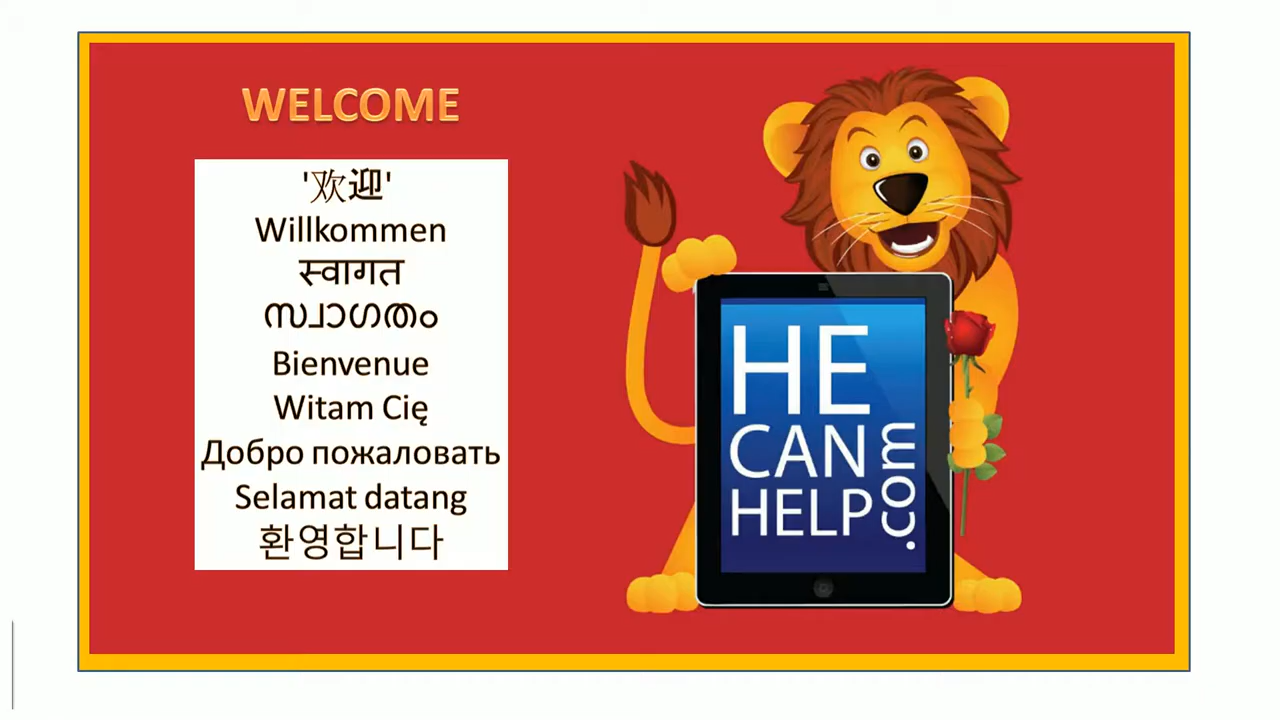 WELCOME
'欢迎'
Willkommen
स्वागत
സ്വാഗതം
Bienvenue
Witam Cię
Добро пожаловать
Selamat datang
환영합니다
HE
CAN
HELP
.com